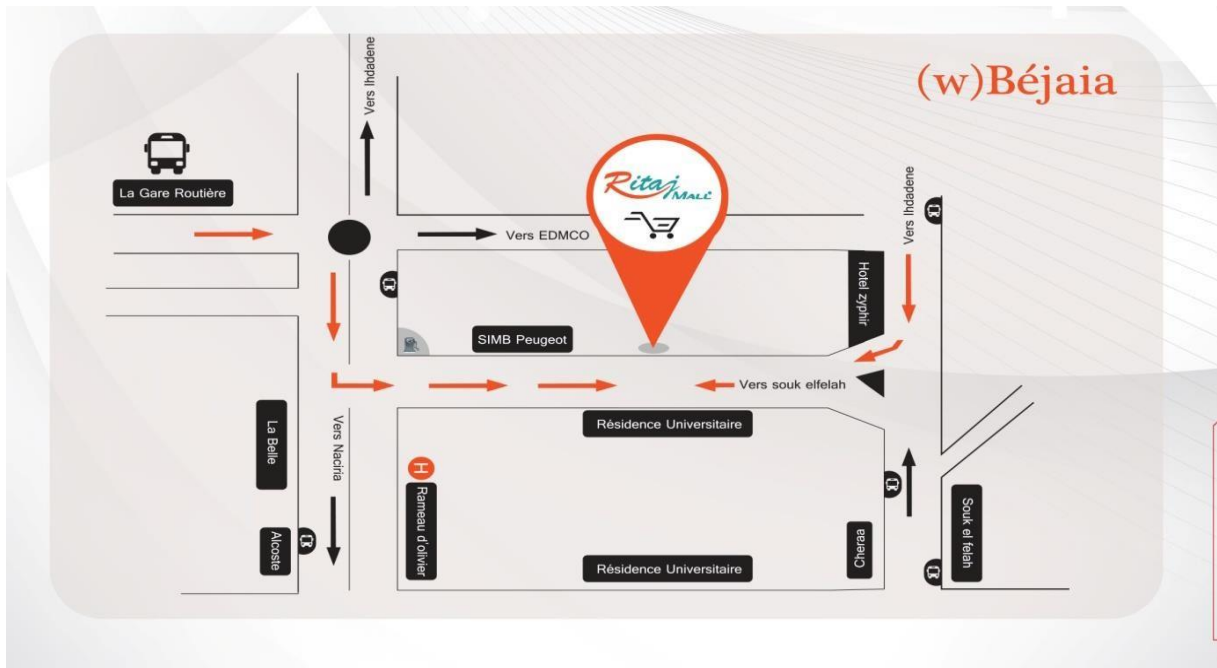 (w)Béjaia
Vers Ihdadene
La Gare Routière
Ritaj
MALL
Vers Ihdadene
Vers EDMCO
Hotel zyphir
SIMB Peugeot
Vers souk elfelah
La Belle
Vers Naciria
Résidence Universitaire
H
Rameau d'olivier
Alcoste
Résidence Universitaire
Cheraa
Souk el felah